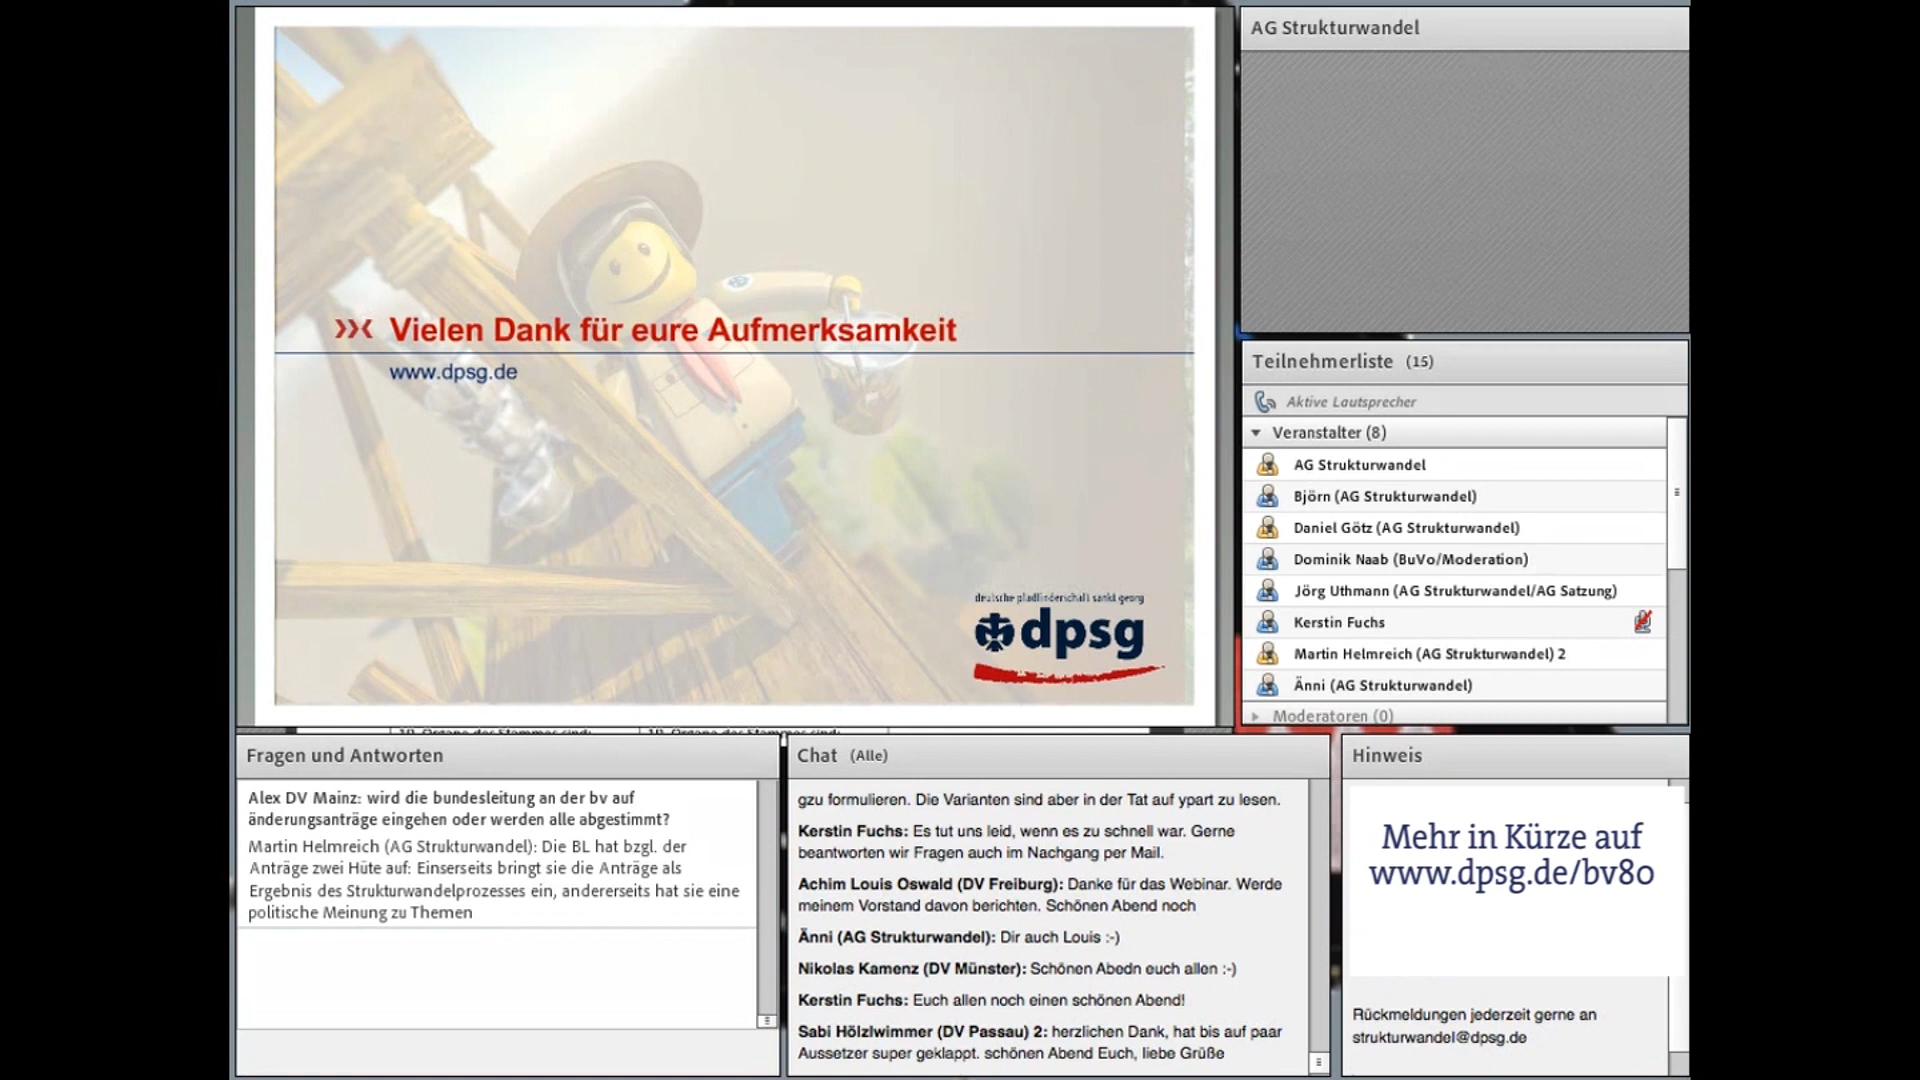 Vielen Dank für eure Aufmerksamkeit
www.dpsg.de
deutsche pfadfinderschaft sankt georg
dpsg
AG Strukturwandel
Teilnehmerliste (15)
Aktive Lautsprecher
Veranstalter (8)
AG Strukturwandel
Björn (AG Strukturwandel)
Daniel Götz (AG Strukturwandel)
Dominik Naab (BuVo/Moderation)
Jörg Uthmann (AG Strukturwandel/AG Satzung)
Kerstin Fuchs
Martin Helmreich (AG Strukturwandel) 2
Änni (AG Strukturwandel)
Moderatoren (0)
Fragen und Antworten
Alex DV Mainz: wird die bundesleitung an der bv auf
änderungsanträge eingehen oder werden alle abgestimmt?
Martin Helmreich (AG Strukturwandel): Die BL hat bzgl. der
Anträge zwei Hüte auf: Einserseits bringt sie die Anträge als
Ergebnis des Strukturwandelprozesses ein, andererseits hat sie eine
politische Meinung zu Themen
Chat (Alle)
gzu formulieren. Die Varianten sind aber in der Tat auf ypart zu lesen.
Kerstin Fuchs: Es tut uns leid, wenn es zu schnell war. Gerne
beantworten wir Fragen auch im Nachgang per Mail.
Achim Louis Oswald (DV Freiburg): Danke für das Webinar. Werde
meinem Vorstand davon berichten. Schönen Abend noch
Änni (AG Strukturwandel): Dir auch Louis :-)
Nikolas Kamenz (DV Münster): Schönen Abedn euch allen :-)
Kerstin Fuchs: Euch allen noch einen schönen Abend!
Sabi Hölzlwimmer (DV Passau) 2: herzlichen Dank, hat bis auf paar
Aussetzer super geklappt. schönen Abend Euch, liebe Grüße
Hinweis
Mehr in Kürze auf
www.dpsg.de/bv80
Rückmeldungen jederzeit gerne an
strukturwandel@dpsg.de